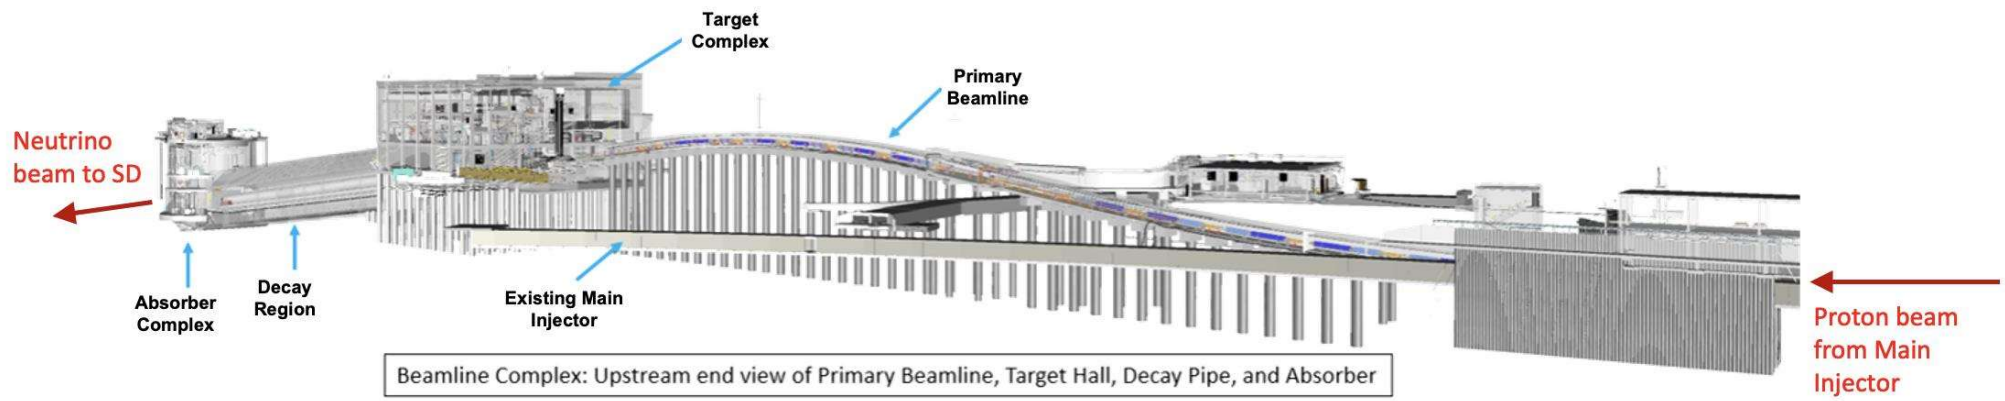 Target
Complex
Primary
Beamline
Neutrino
beam to SD
Absorber
Complex
Decay
Region
Existing Main
Injector
Proton beam
from Main
Injector
Beamline Complex: Upstream end view of Primary Beamline, Target Hall, Decay Pipe, and Absorber